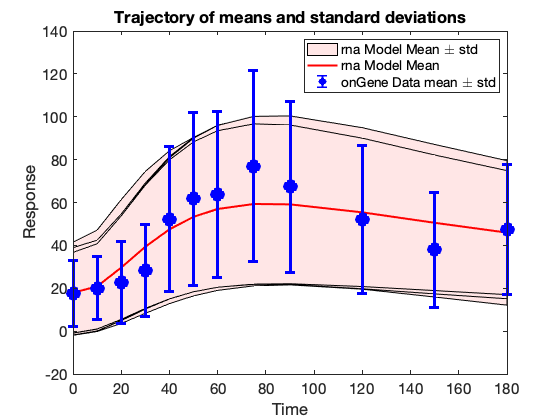 Trajectory of means and standard deviations
rna Model Mean ± std
rna Model Mean
onGene Data mean ± std
Response
140
120
100
80
60
40
20
0
-20
0 20 40 60 80 100 120 140 160 180
Time